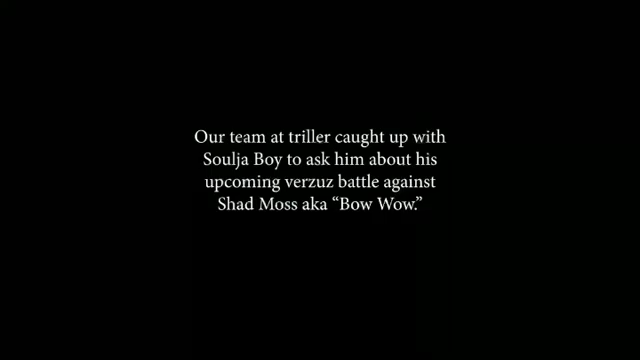 Our team at triller caught up with
Soulja Boy to ask him about his
upcoming verzuz battle against
Shad Moss aka “Bow Wow.”